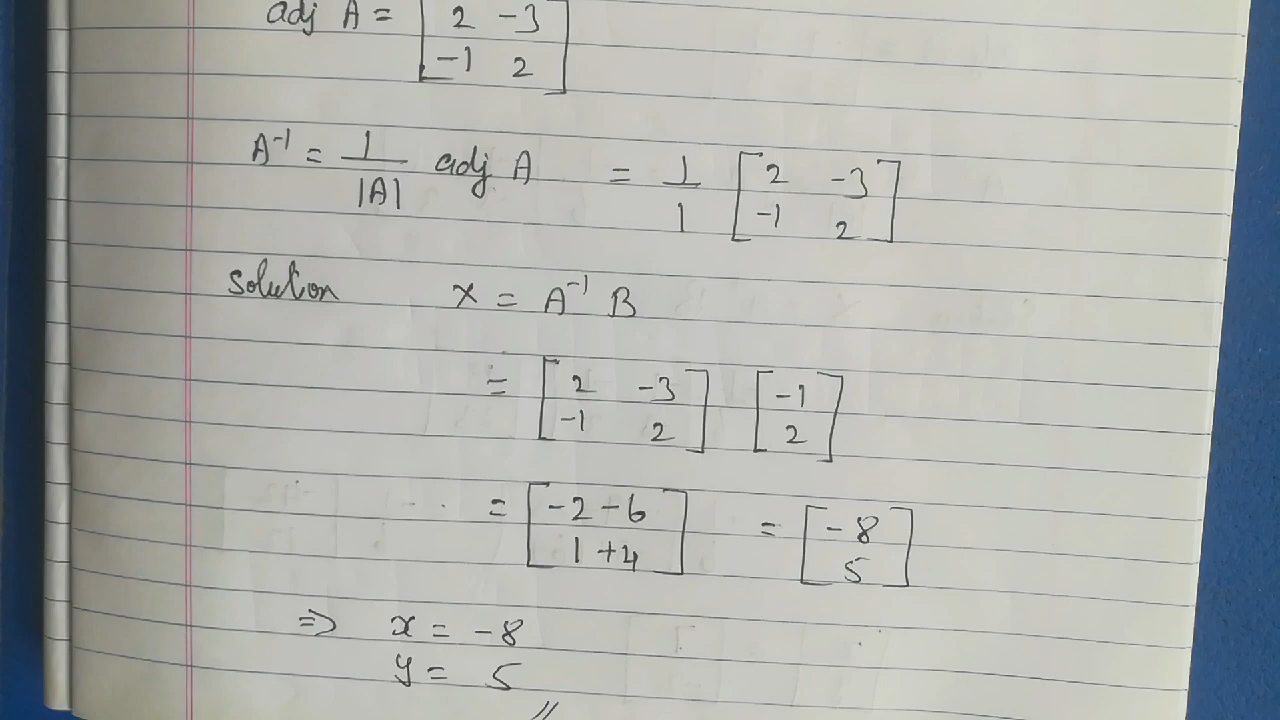 adj A = [2 -3
-1 2]
A⁻¹ = 1/|A| adj A = 1/1 [2 -3
-1 2]
Solution X = A⁻¹ B
= [2 -3 [-1
-1 2] 2]
= [-2-6 = [-8
1+4] 5]
⇒ x = -8
y = 5 //